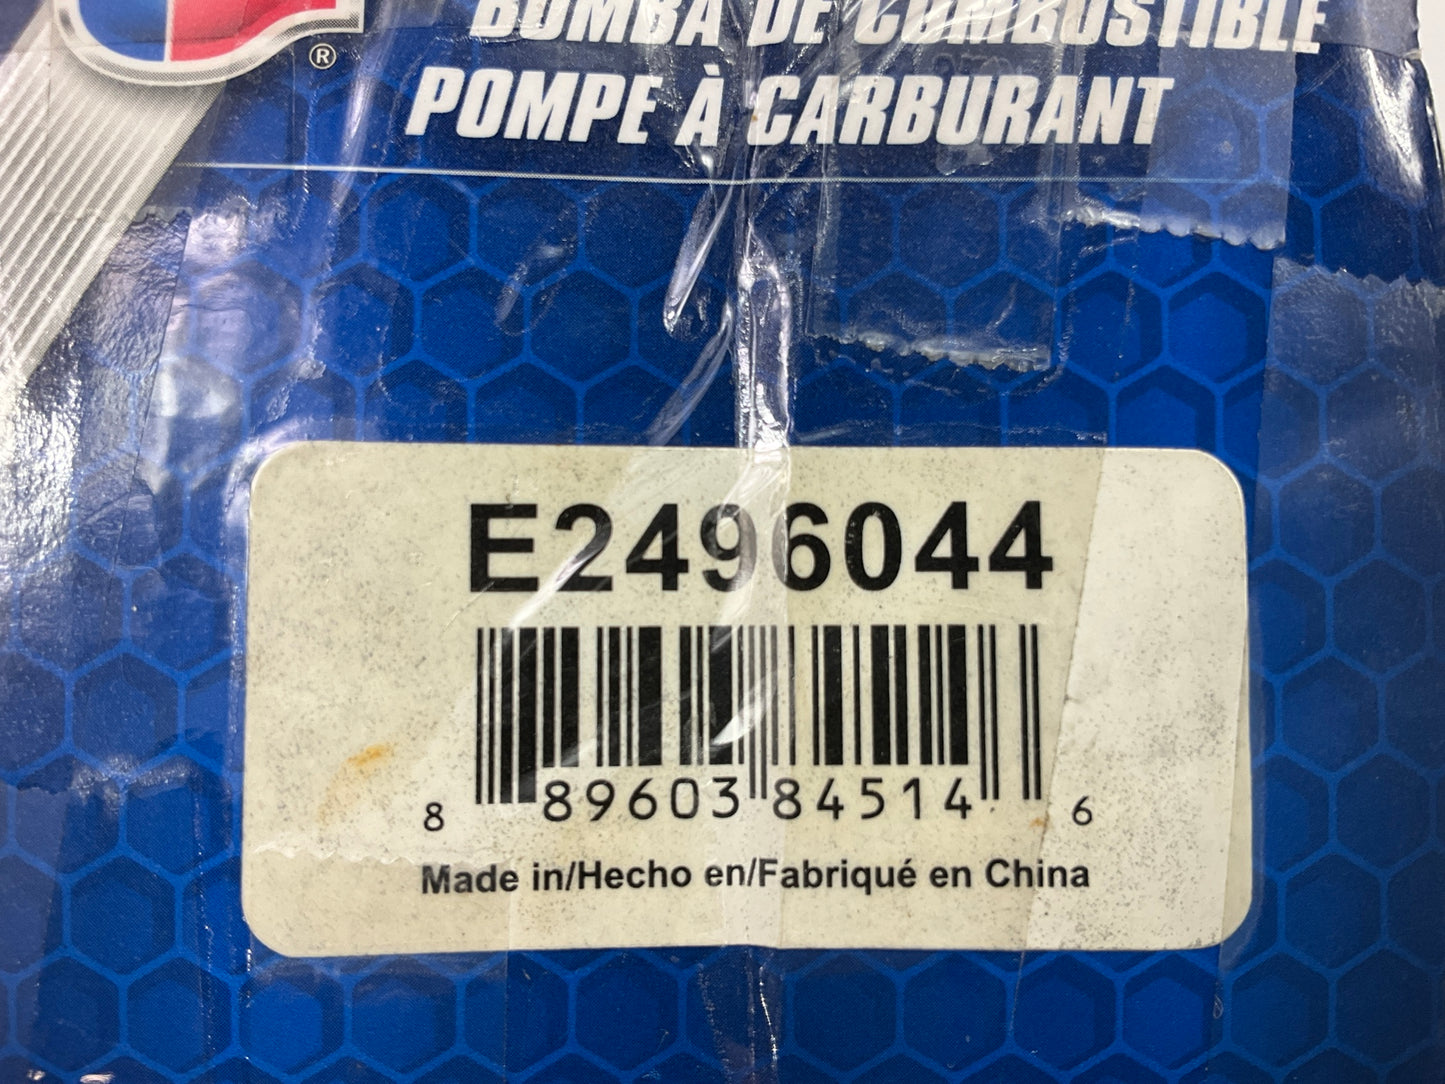 BOMBA DE COMBUSTIBLE
POMPE À CARBURANT
®
E2496044
8 89603 84514 6
Made in/Hecho en/Fabriqué en China